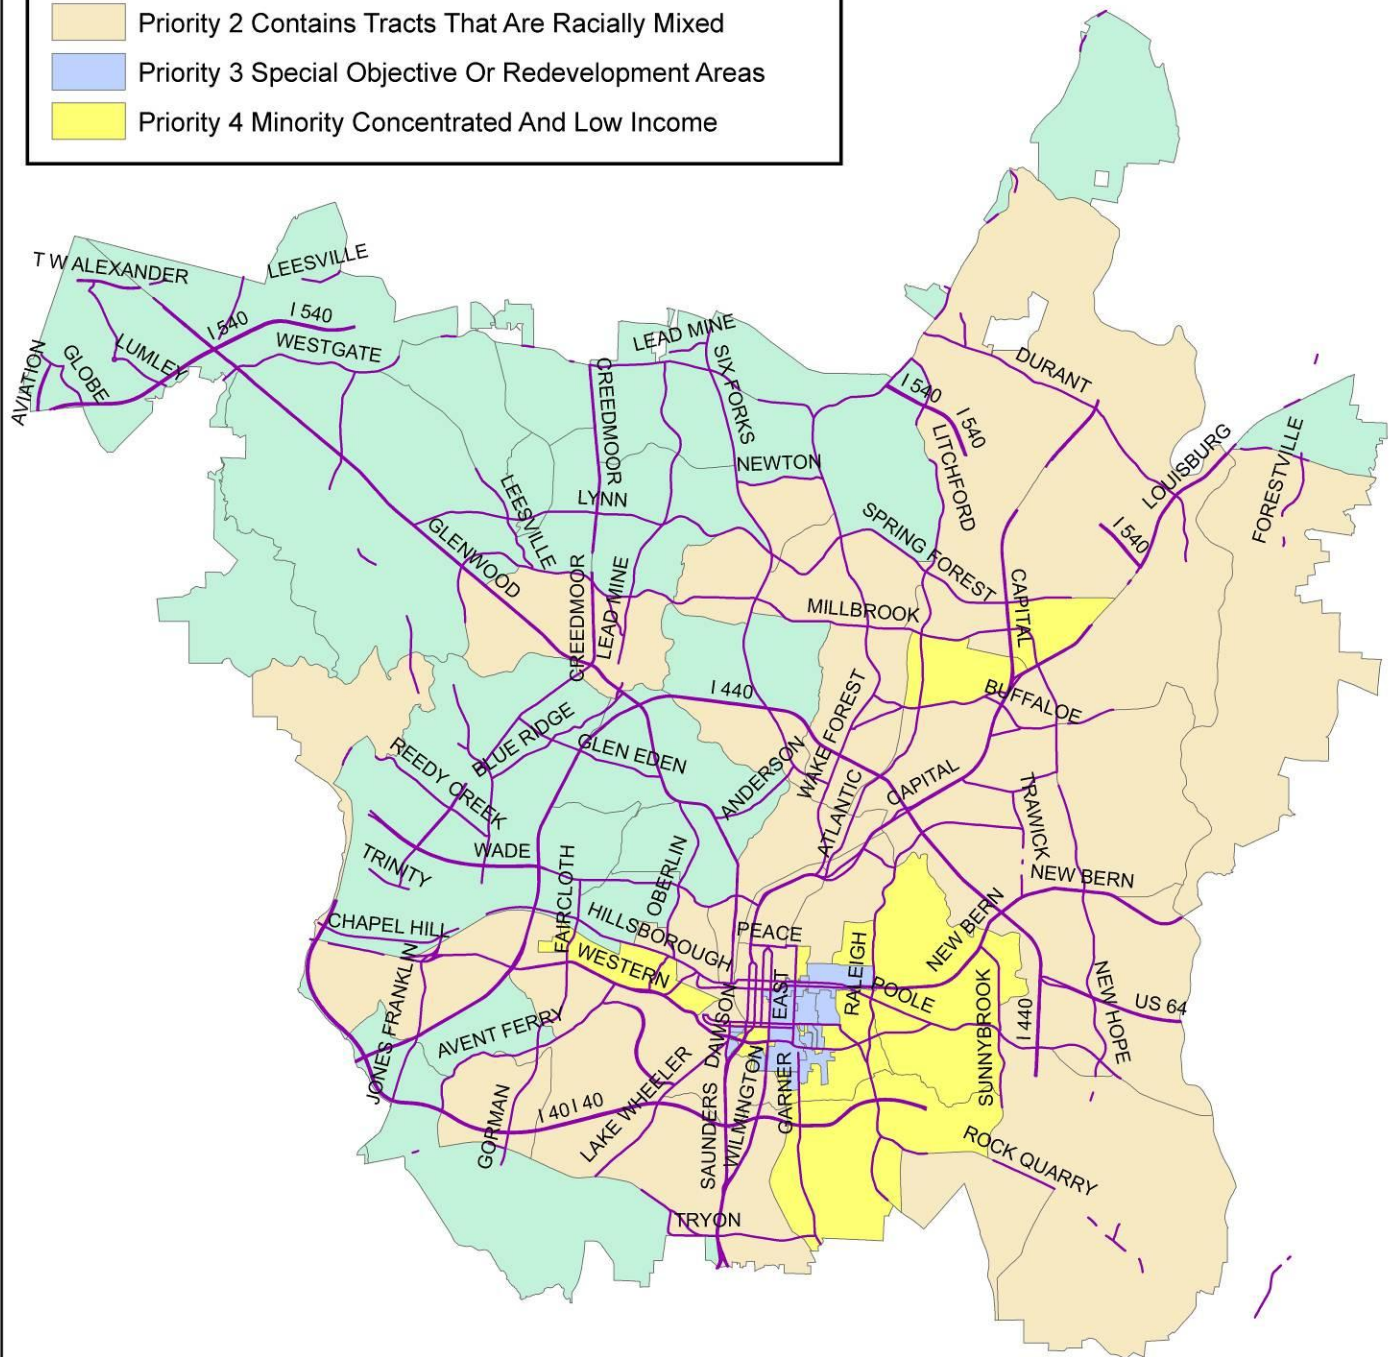 Priority 2 Contains Tracts That Are Racially Mixed
Priority 3 Special Objective Or Redevelopment Areas
Priority 4 Minority Concentrated And Low Income
T W ALEXANDER
LEESVILLE
I 540
I 540
WESTGATE
LUMLEY
GLOBE
AVIATION
LEAD MINE
SIX FORKS
CREEDMOOR
DURANT
I 540
I 540
LITCHFORD
NEWTON
LOUISBURG
FORESTVILLE
LYNN
LEESVILLE
GLENWOOD
SPRING FOREST
I 540
CREEDMOOR
LEAD MINE
MILLBROOK
CAPITAL
I 440
BUFFALOE
WAKE FOREST
BLUE RIDGE
GLEN EDEN
REEDY CREEK
ANDERSON
ATLANTIC
CAPITAL
TRAWICK
WADE
TRINITY
FAIRCLOTH
OBERLIN
NEW BERN
CHAPEL HILL
HILLSBOROUGH
PEACE
NEW BERN
WESTERN
RALEIGH
EAST
POOLE
JONES FRANKLIN
DAWSON
SUNNYBROOK
I 440
NEW HOPE
US 64
AVENT FERRY
GORMAN
I 40
I 40
LAKE WHEELER
SAUNDERS
WILMINGTON
GARNER
ROCK QUARRY
TRYON